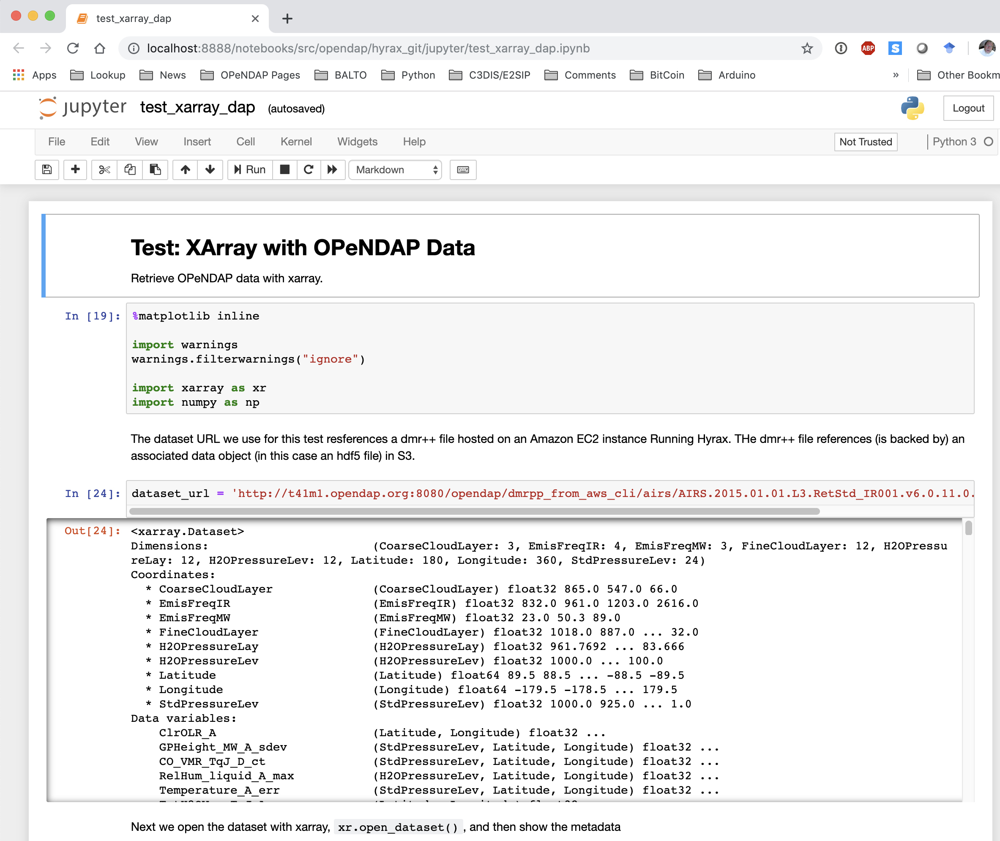 test_xarray_dap
localhost:8888/notebooks/src/opendap/hyrax_git/jupyter/test_xarray_dap.ipynb
ABP
S
Apps Lookup News OPeNDAP Pages BALTO Python C3DIS/E2SIP Comments BitCoin Arduino » Other Bookm
jupyter test_xarray_dap (autosaved)
Logout
File Edit View Insert Cell Kernel Widgets Help Not Trusted Python 3
Run Markdown
Test: XArray with OPeNDAP Data
Retrieve OPeNDAP data with xarray.
In [19]: %matplotlib inline
import warnings
warnings.filterwarnings("ignore")
import xarray as xr
import numpy as np
The dataset URL we use for this test resferences a dmr++ file hosted on an Amazon EC2 instance Running Hyrax. THe dmr++ file references (is backed by) an
associated data object (in this case an hdf5 file) in S3.
In [24]: dataset_url = 'http://t41m1.opendap.org:8080/opendap/dmrpp_from_aws_cli/airs/AIRS.2015.01.01.L3.RetStd_IR001.v6.0.11.0.
Out[24]: <xarray.Dataset>
Dimensions: (CoarseCloudLayer: 3, EmisFreqIR: 4, EmisFreqMW: 3, FineCloudLayer: 12, H2OPressu
reLay: 12, H2OPressureLev: 12, Latitude: 180, Longitude: 360, StdPressureLev: 24)
Coordinates:
* CoarseCloudLayer (CoarseCloudLayer) float32 865.0 547.0 66.0
* EmisFreqIR (EmisFreqIR) float32 832.0 961.0 1203.0 2616.0
* EmisFreqMW (EmisFreqMW) float32 23.0 50.3 89.0
* FineCloudLayer (FineCloudLayer) float32 1018.0 887.0 ... 32.0
* H2OPressureLay (H2OPressureLay) float32 961.7692 ... 83.666
* H2OPressureLev (H2OPressureLev) float32 1000.0 ... 100.0
* Latitude (Latitude) float64 89.5 88.5 ... -88.5 -89.5
* Longitude (Longitude) float64 -179.5 -178.5 ... 179.5
* StdPressureLev (StdPressureLev) float32 1000.0 925.0 ... 1.0
Data variables:
ClrOLR_A (Latitude, Longitude) float32 ...
GPHeight_MW_A_sdev (StdPressureLev, Latitude, Longitude) float32 ...
CO_VMR_TqJ_D_ct (StdPressureLev, Latitude, Longitude) float32 ...
RelHum_liquid_A_max (H2OPressureLev, Latitude, Longitude) float32 ...
Temperature_A_err (StdPressureLev, Latitude, Longitude) float32 ...
Next we open the dataset with xarray, xr.open_dataset() , and then show the metadata